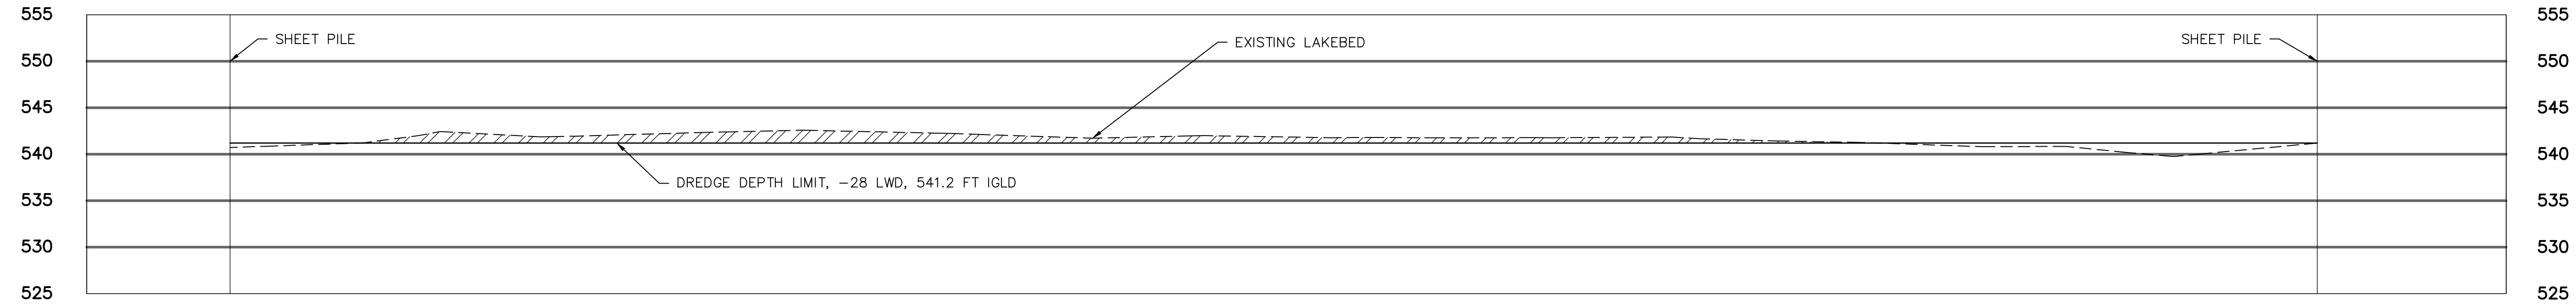 555 555
SHEET PILE
EXISTING LAKEBED
SHEET PILE
550 550
545 545
540 540
DREDGE DEPTH LIMIT, -28 LWD, 541.2 FT IGLD
535 535
530 530
525 525